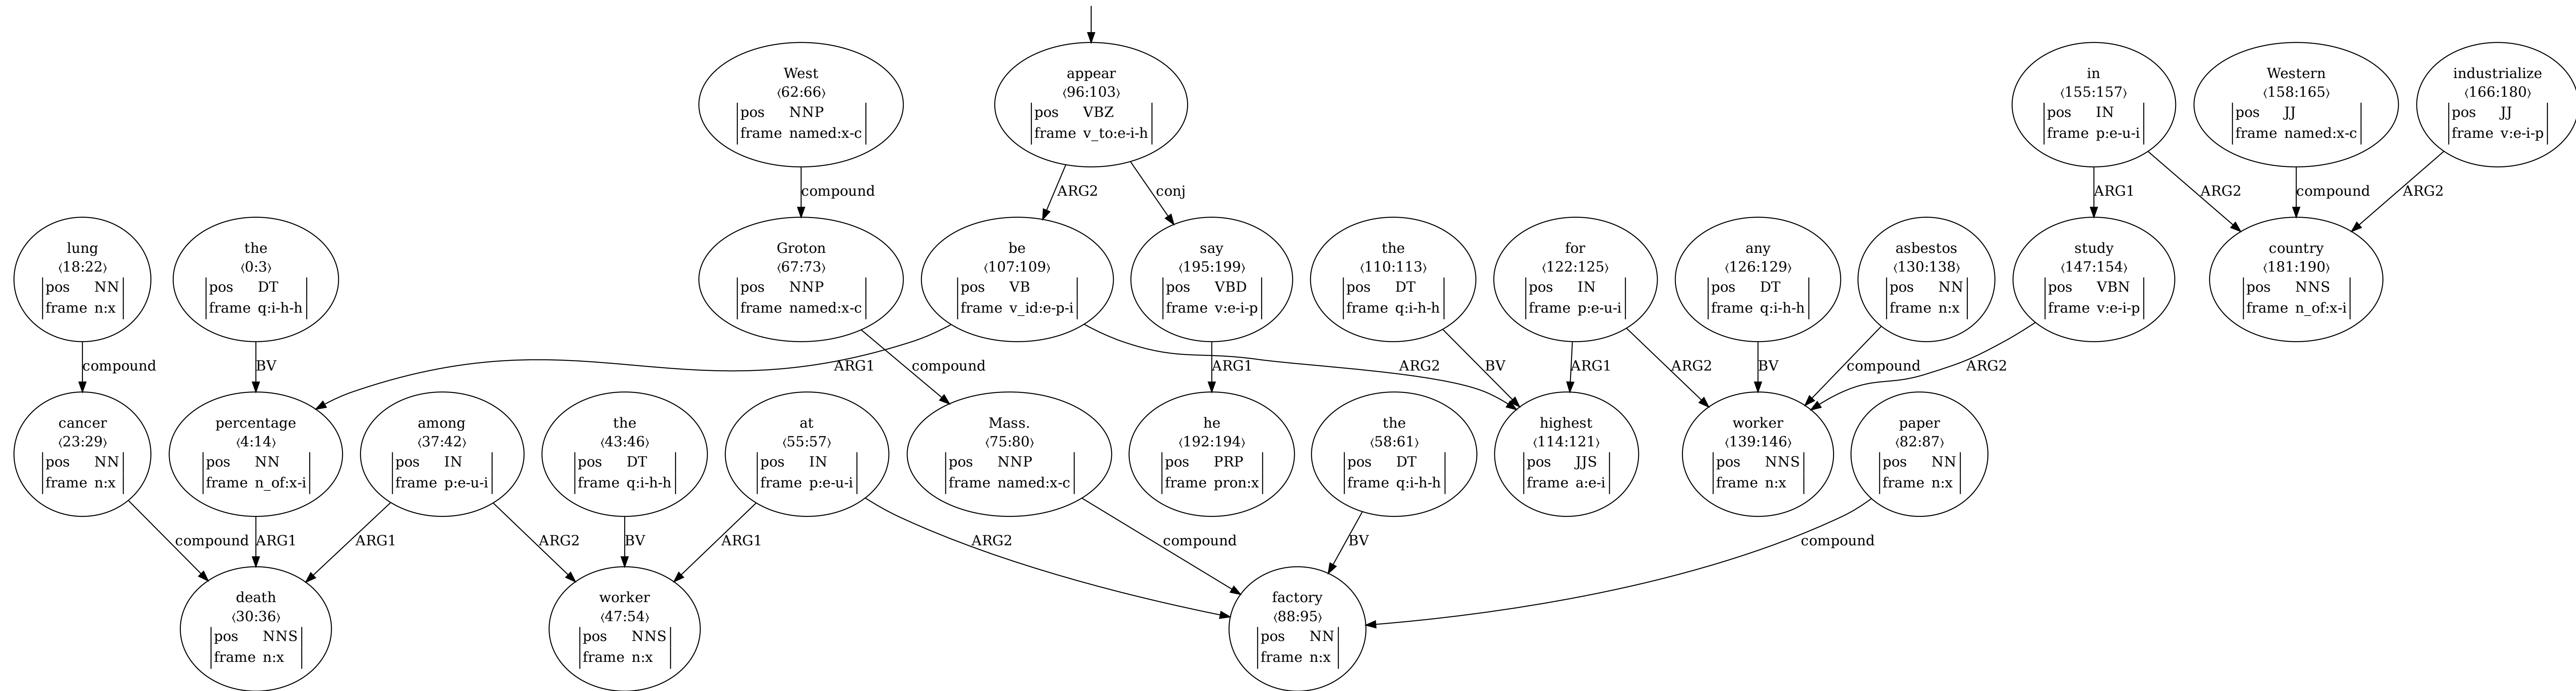 West
⟨62:66⟩
pos NNP
frame named:x-c
appear
⟨96:103⟩
pos VBZ
frame v_to:e-i-h
in
⟨155:157⟩
pos IN
frame p:e-u-i
Western
⟨158:165⟩
pos JJ
frame named:x-c
industrialize
⟨166:180⟩
pos JJ
frame v:e-i-p
compound
ARG2
conj
ARG1
ARG2
compound
ARG2
lung
⟨18:22⟩
pos NN
frame n:x
the
⟨0:3⟩
pos DT
frame q:i-h-h
Groton
⟨67:73⟩
pos NNP
frame named:x-c
be
⟨107:109⟩
pos VB
frame v_id:e-p-i
say
⟨195:199⟩
pos VBD
frame v:e-i-p
the
⟨110:113⟩
pos DT
frame q:i-h-h
for
⟨122:125⟩
pos IN
frame p:e-u-i
any
⟨126:129⟩
pos DT
frame q:i-h-h
asbestos
⟨130:138⟩
pos NN
frame n:x
study
⟨147:154⟩
pos VBN
frame v:e-i-p
country
⟨181:190⟩
pos NNS
frame n_of:x-i
compound
BV
ARG1
compound
ARG1
ARG2
BV
ARG1
ARG2
BV
compound
ARG2
cancer
⟨23:29⟩
pos NN
frame n:x
percentage
⟨4:14⟩
pos NN
frame n_of:x-i
among
⟨37:42⟩
pos IN
frame p:e-u-i
the
⟨43:46⟩
pos DT
frame q:i-h-h
at
⟨55:57⟩
pos IN
frame p:e-u-i
Mass.
⟨75:80⟩
pos NNP
frame named:x-c
he
⟨192:194⟩
pos PRP
frame pron:x
the
⟨58:61⟩
pos DT
frame q:i-h-h
highest
⟨114:121⟩
pos JJS
frame a:e-i
worker
⟨139:146⟩
pos NNS
frame n:x
paper
⟨82:87⟩
pos NN
frame n:x
compound
ARG1
ARG1
ARG2
BV
ARG1
ARG2
compound
BV
compound
death
⟨30:36⟩
pos NNS
frame n:x
worker
⟨47:54⟩
pos NNS
frame n:x
factory
⟨88:95⟩
pos NN
frame n:x